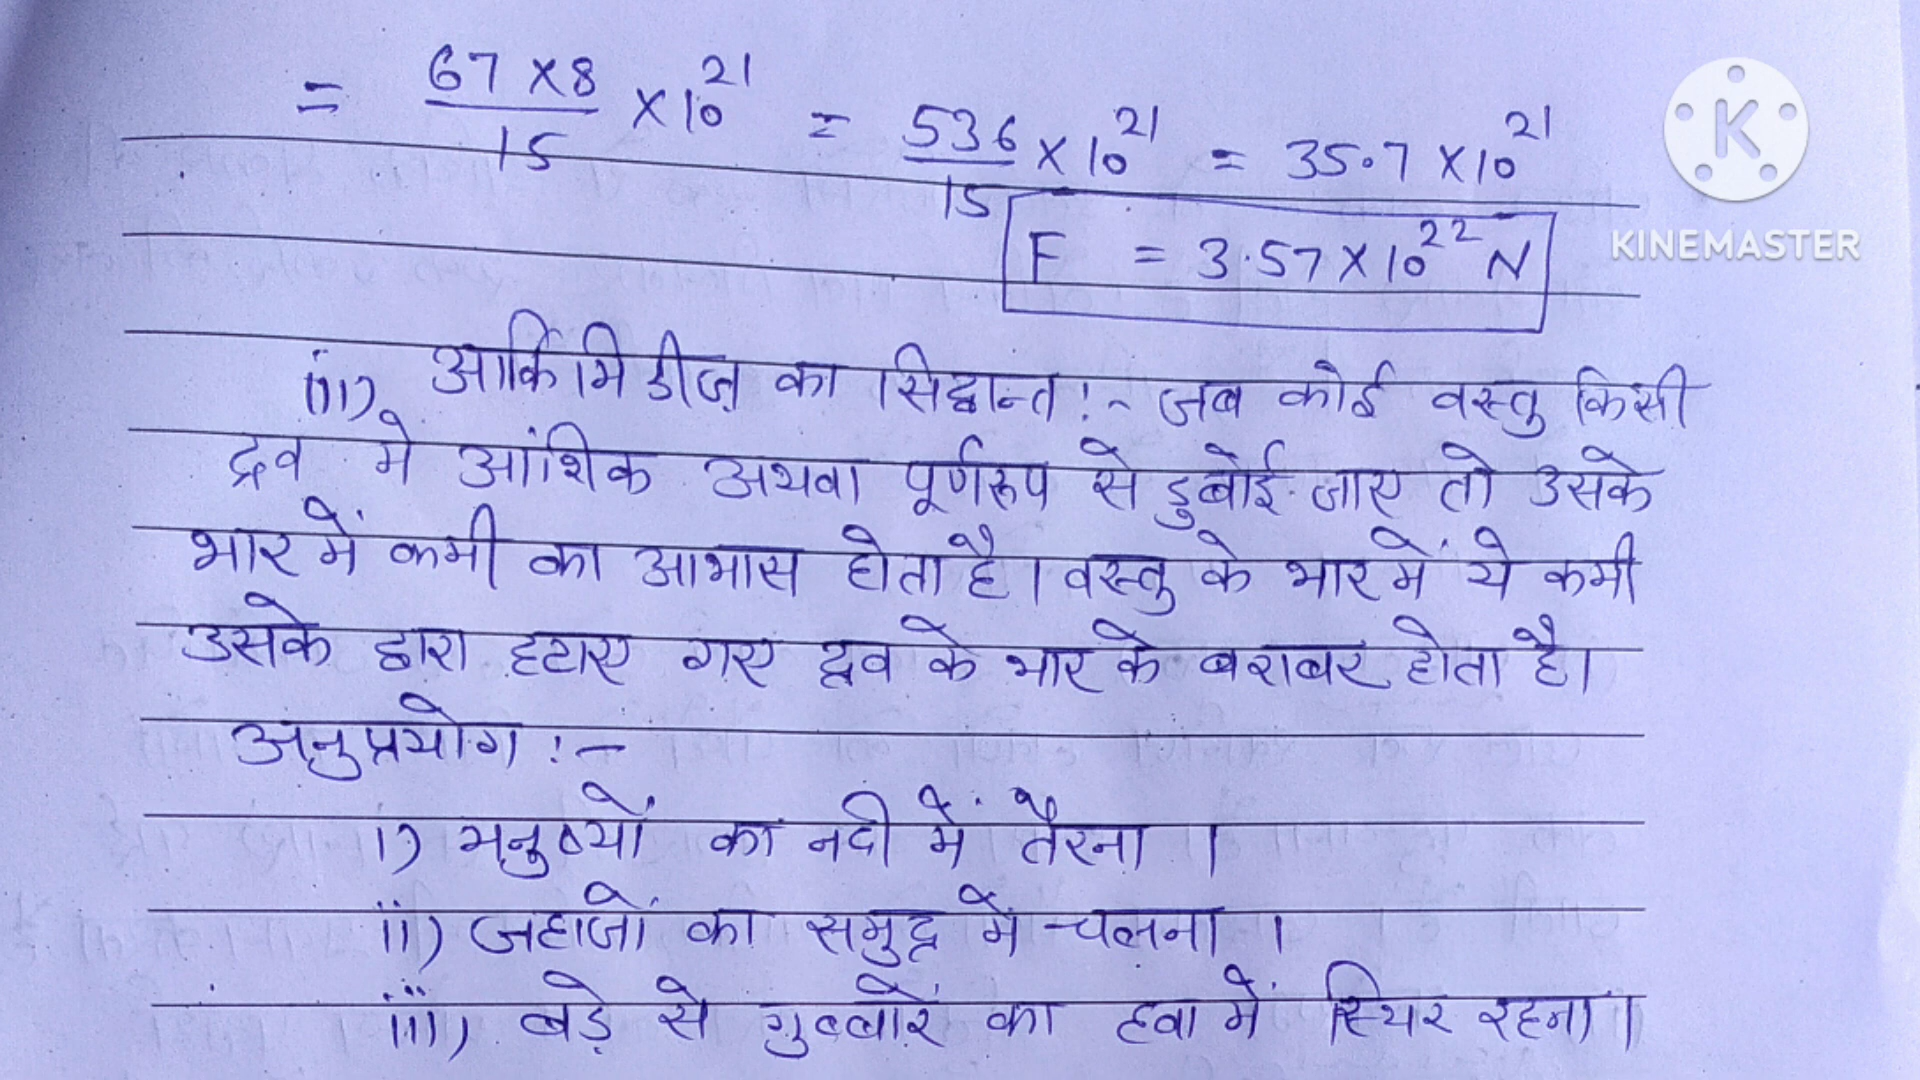 = 67×8/15 ×10^21 = 536/15 ×10^21 = 35.7 ×10^21
F = 3.57×10^22 N
K
KINEMASTER
iii) आर्किमिडीज़ का सिद्धान्त :- जब कोई वस्तु किसी
द्रव में आंशिक अथवा पूर्णरूप से डुबोई जाए तो उसके
भार में कमी का आभास होता है। वस्तु के भार में ये कमी
उसके द्वारा हटाए गए द्रव के भार के बराबर होता है।
अनुप्रयोग :-
i) मनुष्यों का नदी में तैरना ।
ii) जहाजों का समुद्र में चलना ।
iii) बड़े से गुब्बारें का हवा में स्थिर रहना ।